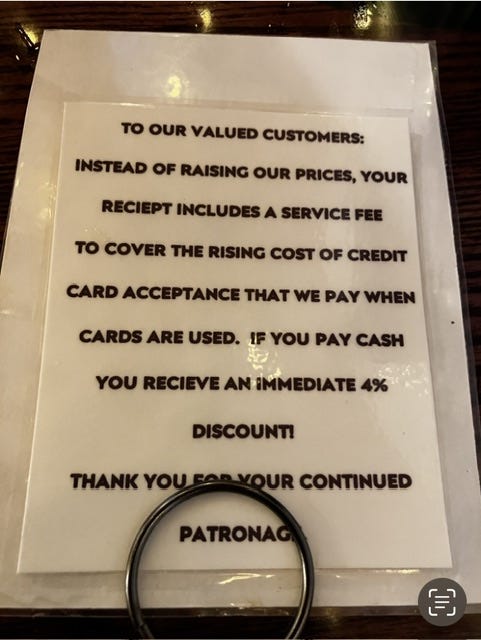 TO OUR VALUED CUSTOMERS:
INSTEAD OF RAISING OUR PRICES, YOUR
RECIEPT INCLUDES A SERVICE FEE
TO COVER THE RISING COST OF CREDIT
CARD ACCEPTANCE THAT WE PAY WHEN
CARDS ARE USED.  IF YOU PAY CASH
YOU RECIEVE AN IMMEDIATE 4%
DISCOUNT!
THANK YOU FOR YOUR CONTINUED
PATRONAG